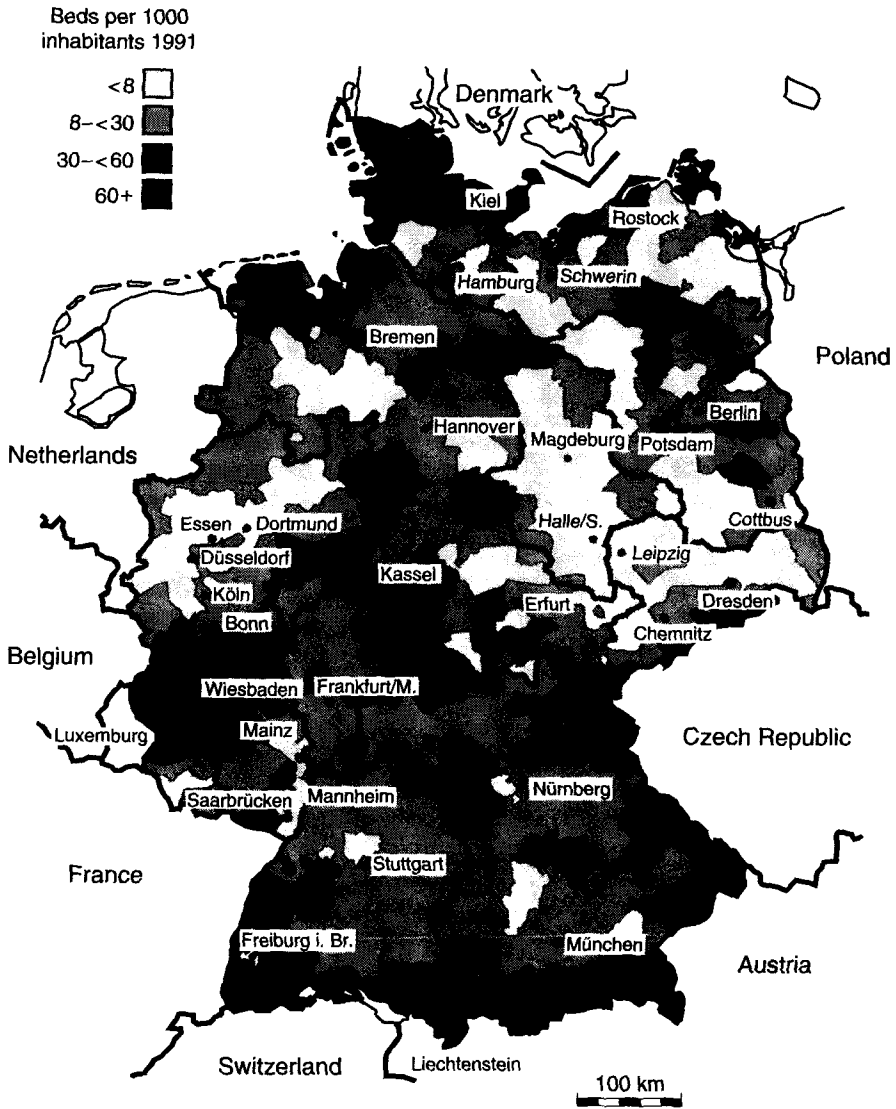 Beds per 1000
inhabitants 1991
<8
8-<30
30-<60
60+
Denmark
Kiel
Rostock
Hamburg
Schwerin
Bremen
Poland
Berlin
Hannover
Magdeburg
Potsdam
Netherlands
Essen
Dortmund
Halle/S.
Cottbus
Düsseldorf
Leipzig
Kassel
Köln
Erfurt
Dresden
Bonn
Chemnitz
Belgium
Wiesbaden
Frankfurt/M.
Luxemburg
Mainz
Czech Republic
Saarbrücken
Mannheim
Nürnberg
Stuttgart
France
Freiburg i. Br.
München
Austria
Switzerland
Liechtenstein
100 km